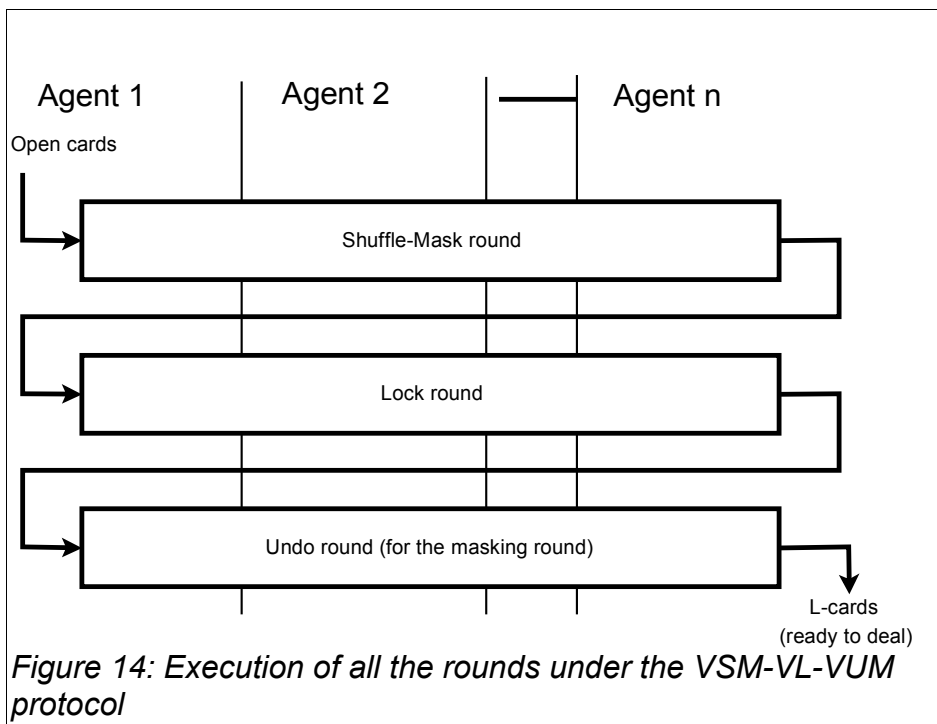 Agent 1 Agent 2 Agent n
Open cards
Shuffle-Mask round
Lock round
Undo round (for the masking round)
L-cards
(ready to deal)
Figure 14: Execution of all the rounds under the VSM-VL-VUM
protocol